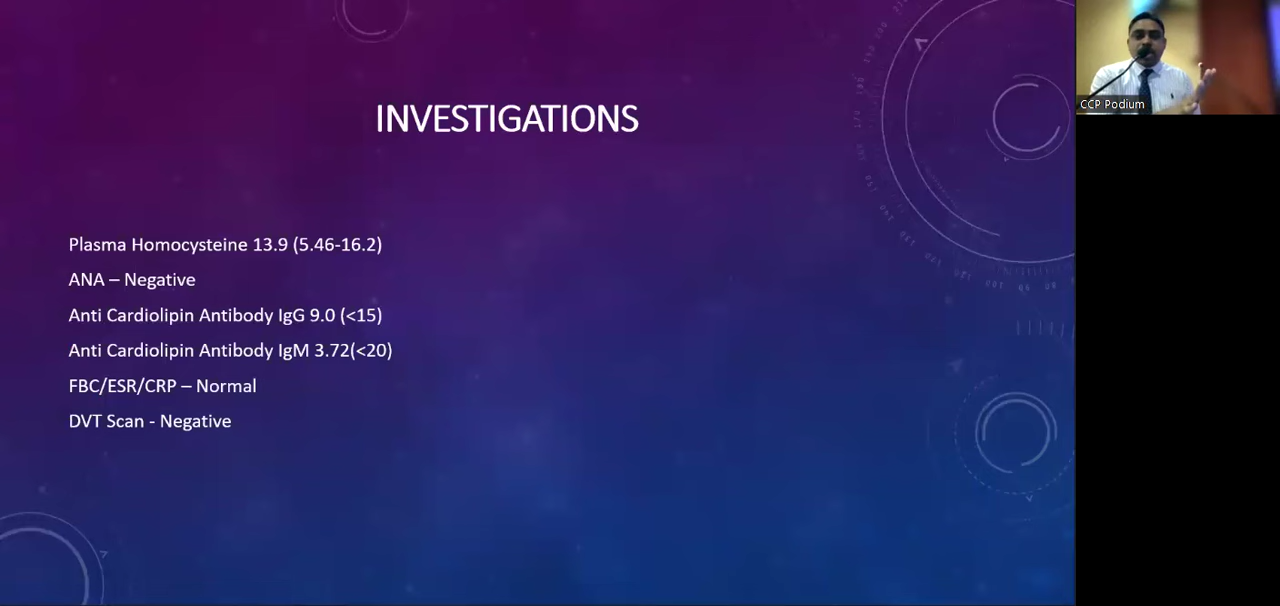 INVESTIGATIONS
Plasma Homocysteine 13.9 (5.46-16.2)
ANA – Negative
Anti Cardiolipin Antibody IgG 9.0 (<15)
Anti Cardiolipin Antibody IgM 3.72(<20)
FBC/ESR/CRP – Normal
DVT Scan - Negative
CCP Podium